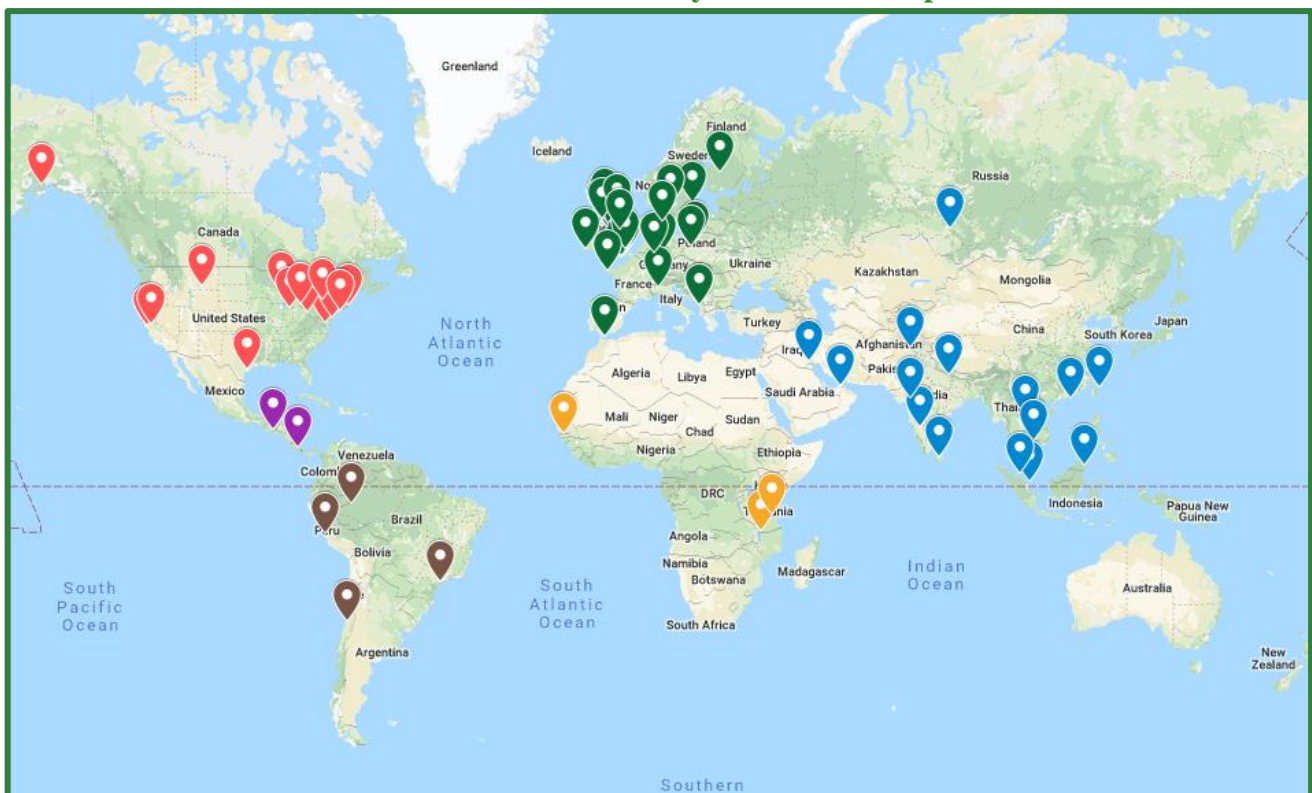 Greenland
Iceland
Finland
Sweden
Russia
Canada
Poland
Ukraine
France
Italy
Kazakhstan
Mongolia
United States
North
Atlantic
Ocean
Turkey
Afghanistan
China
South Korea
Japan
Mexico
Algeria
Libya
Egypt
Saudi Arabia
Mali
Niger
Sudan
Chad
Nigeria
Ethiopia
Venezuela
DRC
Indonesia
Papua New
Guinea
Brazil
Angola
Bolivia
Namibia
Botswana
Madagascar
Indian
Ocean
Australia
South
Pacific
Ocean
South
Atlantic
Ocean
South Africa
Argentina
New
Zealand
Southern